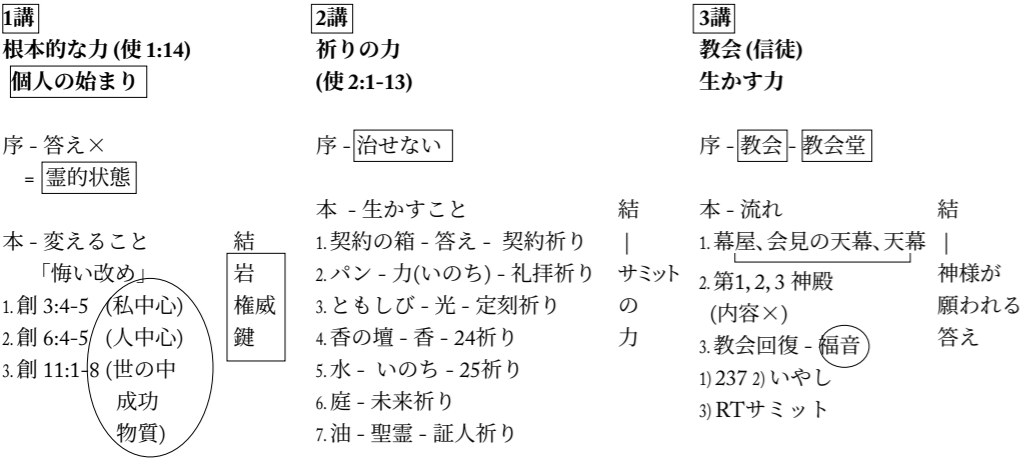 1講
根本的な力 (使 1:14)
個人の始まり
序 - 答え×
= 霊的状態
本 - 変えること
「悔い改め」
1. 創 3:4-5 (私中心)
2. 創 6:4-5 (人中心)
3. 創 11:1-8 (世の中
成功
物質)
結
岩
権威
鍵
2講
祈りの力
(使 2:1-13)
序 - 治せない
本 - 生かすこと
1. 契約の箱 - 答え - 契約祈り
2. パン - 力(いのち) - 礼拝祈り
3. ともしび - 光 - 定刻祈り
4. 香の壇 - 香 - 24祈り
5. 水 - いのち - 25祈り
6. 庭 - 未来祈り
7. 油 - 聖霊 - 証人祈り
結
|
サミット
の
力
3講
教会 (信徒)
生かす力
序 - 教会 - 教会堂
本 - 流れ
1. 幕屋、会見の天幕、天幕
2. 第1, 2, 3 神殿
(内容×)
3. 教会回復 - 福音
1) 237 2) いやし
3) RTサミット
結
|
神様が
願われる
答え